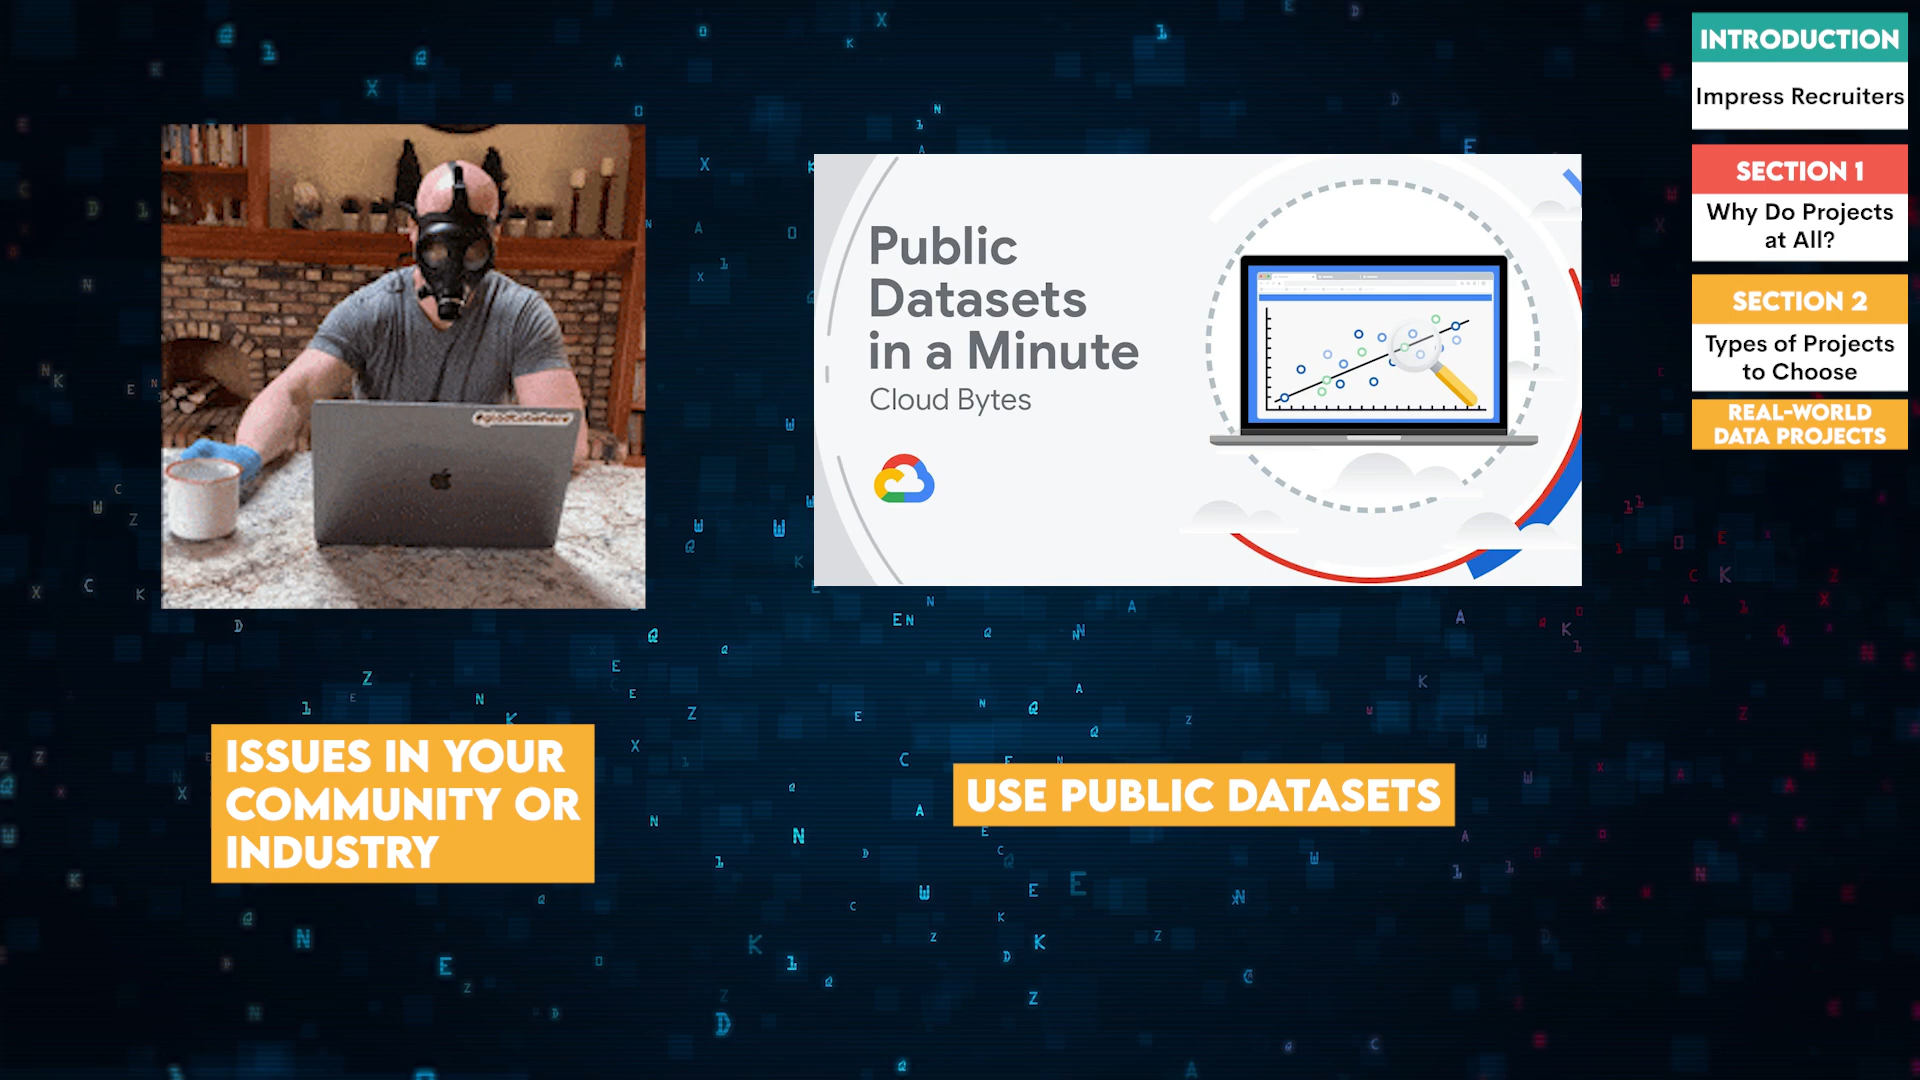 INTRODUCTION
Impress Recruiters
SECTION 1
Why Do Projects
at All?
SECTION 2
Types of Projects
to Choose
REAL-WORLD
DATA PROJECTS
Public
Datasets
in a Minute
Cloud Bytes
ISSUES IN YOUR
COMMUNITY OR
INDUSTRY
USE PUBLIC DATASETS